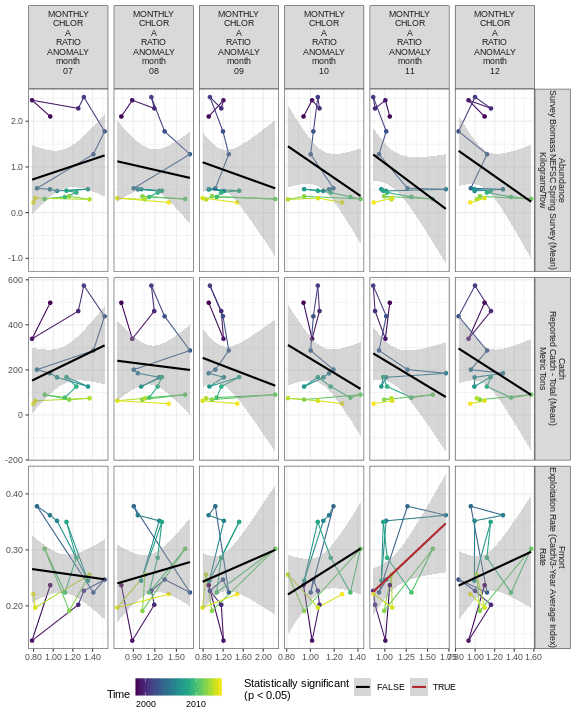 MONTHLY
CHLOR
A
RATIO
ANOMALY
month
07
MONTHLY
CHLOR
A
RATIO
ANOMALY
month
08
MONTHLY
CHLOR
A
RATIO
ANOMALY
month
09
MONTHLY
CHLOR
A
RATIO
ANOMALY
month
10
MONTHLY
CHLOR
A
RATIO
ANOMALY
month
11
MONTHLY
CHLOR
A
RATIO
ANOMALY
month
12
2.0
1.0
0.0
-1.0
Abundance
Survey Biomass NEFSC Spring Survey (Mean)
Kilograms/Tow
600
400
200
0
-200
Catch
Reported Catch - Total (Mean)
Metric Tons
0.40
0.30
0.20
Fmort
Exploitation Rate (Catch/3-Year Average Index)
Rate
0.80 1.00 1.20 1.40
0.90 1.20 1.50
0.80 1.20 1.60 2.00
0.80 1.00 1.20 1.40
1.00 1.25 1.50
1.00 1.20 1.40 1.60
Time
2000 2010
Statistically significant
(p < 0.05)
FALSE
TRUE